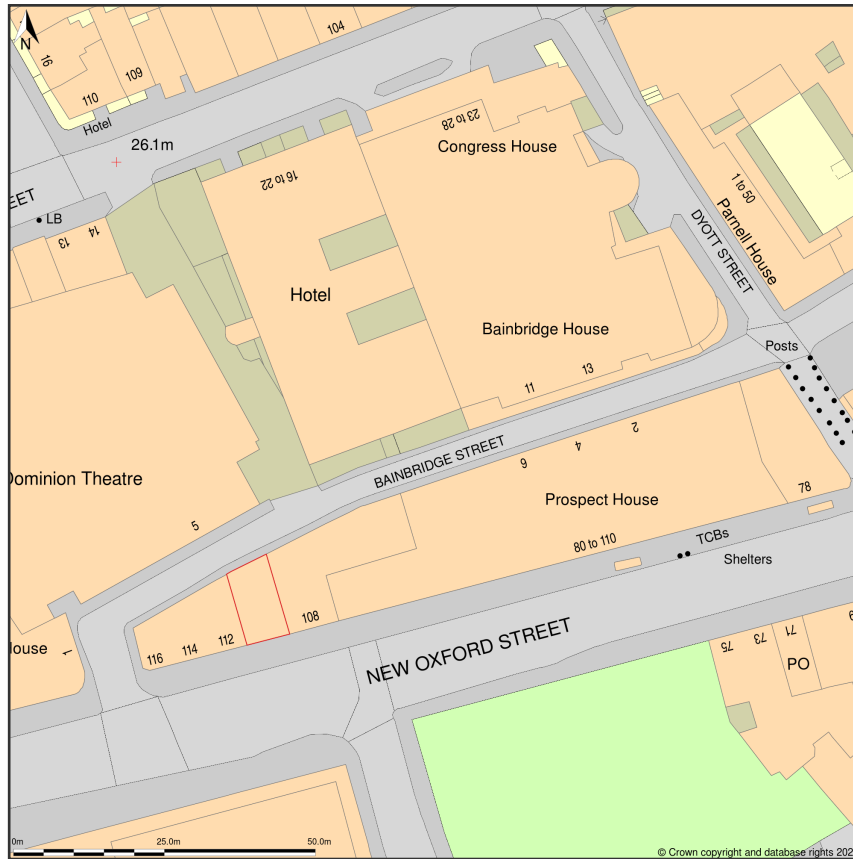 104
16
109
110
N
Hotel
26.1m
EET
LB
13
14
23 to 28
Congress House
16 to 22
1 to 50
Parnell House
DYOTT STREET
Hotel
Bainbridge House
Posts
11
13
BAINBRIDGE STREET
2
4
6
Dominion Theatre
5
Prospect House
78
80 to 110
TCBs
Shelters
108
112
114
116
ouse
1
NEW OXFORD STREET
75
73
71
PO
0m
25.0m
50.0m
© Crown copyright and database rights 202